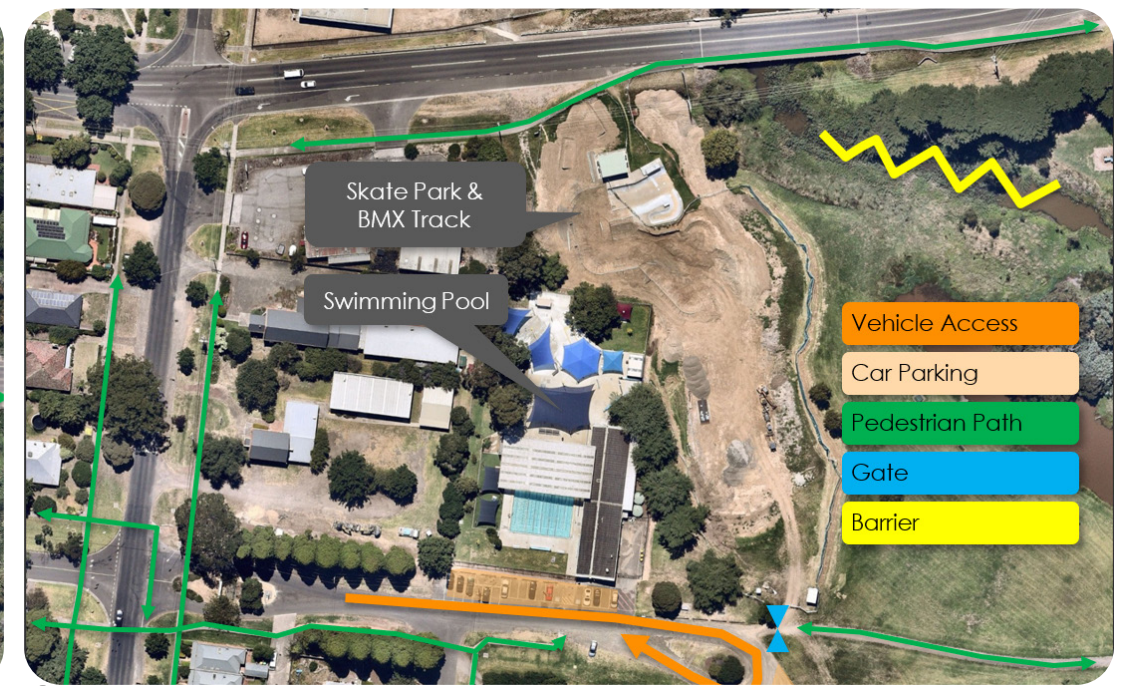 Skate Park &
BMX Track
Swimming Pool
Vehicle Access
Car Parking
Pedestrian Path
Gate
Barrier